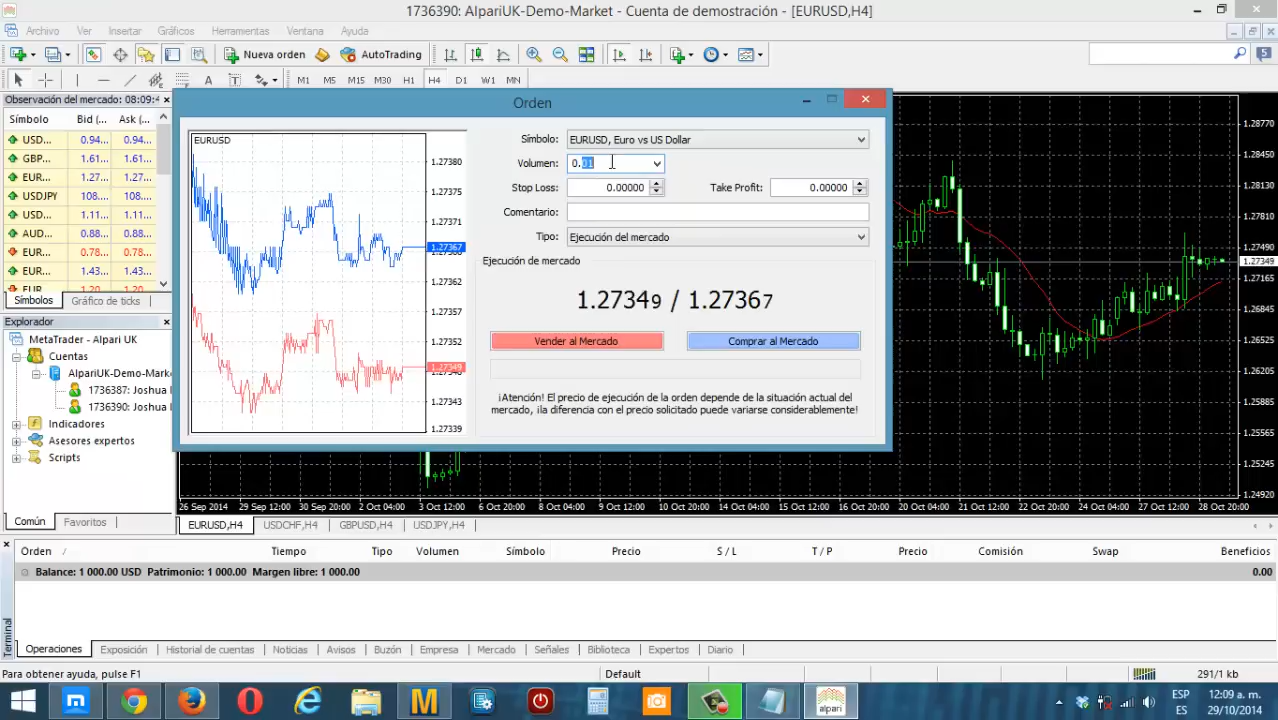 1736390: AlpariUK-Demo-Market - Cuenta de demostración - [EURUSD,H4]
Archivo Ver Insertar Gráficos Herramientas Ventana Ayuda
Nueva orden AutoTrading
5
A T M1 M5 M15 M30 H1 H4 D1 W1 MN
Observación del mercado: 08:09:4
Símbolo Bid (... Ask (...
USD... 0.94... 0.94...
GBP... 1.61... 1.61...
EUR... 1.27... 1.27...
USDJPY 108.... 108....
USD... 1.11... 1.11...
AUD... 0.88... 0.88...
EUR... 0.78... 0.78...
EUR... 1.43... 1.43...
EUR... 1.20 1.20
Símbolos Gráfico de ticks
Explorador
MetaTrader - Alpari UK
Cuentas
AlpariUK-Demo-Mark
1736387: Joshua
1736390: Joshua
Indicadores
Asesores expertos
Scripts
Común Favoritos
Orden
EURUSD
1.27380
1.27375
1.27371
1.27367
1.27362
1.27357
1.27352
1.27349
1.27343
1.27339
Símbolo: EURUSD, Euro vs US Dollar
Volumen: 0.01
Stop Loss: 0.00000 Take Profit: 0.00000
Comentario:
Tipo: Ejecución del mercado
Ejecución de mercado
1.27349 / 1.27367
Vender al Mercado Comprar al Mercado
¡Atención! El precio de ejecución de la orden depende de la situación actual del
mercado, ¡la diferencia con el precio solicitado puede variarse considerablemente!
1.28770
1.28450
1.28130
1.27810
1.27490
1.27349
1.27165
1.26845
1.26525
1.26205
1.25885
1.25565
1.25245
1.24920
26 Sep 2014 29 Sep 12:00 30 Sep 20:00 2 Oct 04:00 3 Oct 12:00 6 Oct 20:00 8 Oct 04:00 9 Oct 12:00 10 Oct 20:00 14 Oct 04:00 15 Oct 12:00 16 Oct 20:00 20 Oct 04:00 21 Oct 12:00 22 Oct 20:00 24 Oct 04:00 27 Oct 12:00 28 Oct 20:00
EURUSD,H4 USDCHF,H4 GBPUSD,H4 USDJPY,H4
Orden / Tiempo Tipo Volumen Símbolo Precio S / L T / P Precio Comisión Swap Beneficios
Balance: 1 000.00 USD Patrimonio: 1 000.00 Margen libre: 1 000.00 0.00
Terminal
Operaciones Exposición Historial de cuentas Noticias Avisos Buzón Empresa Mercado Señales Biblioteca Expertos Diario
Para obtener ayuda, pulse F1 Default 291/1 kb
alpari
ESP 12:09 a. m.
ES 29/10/2014